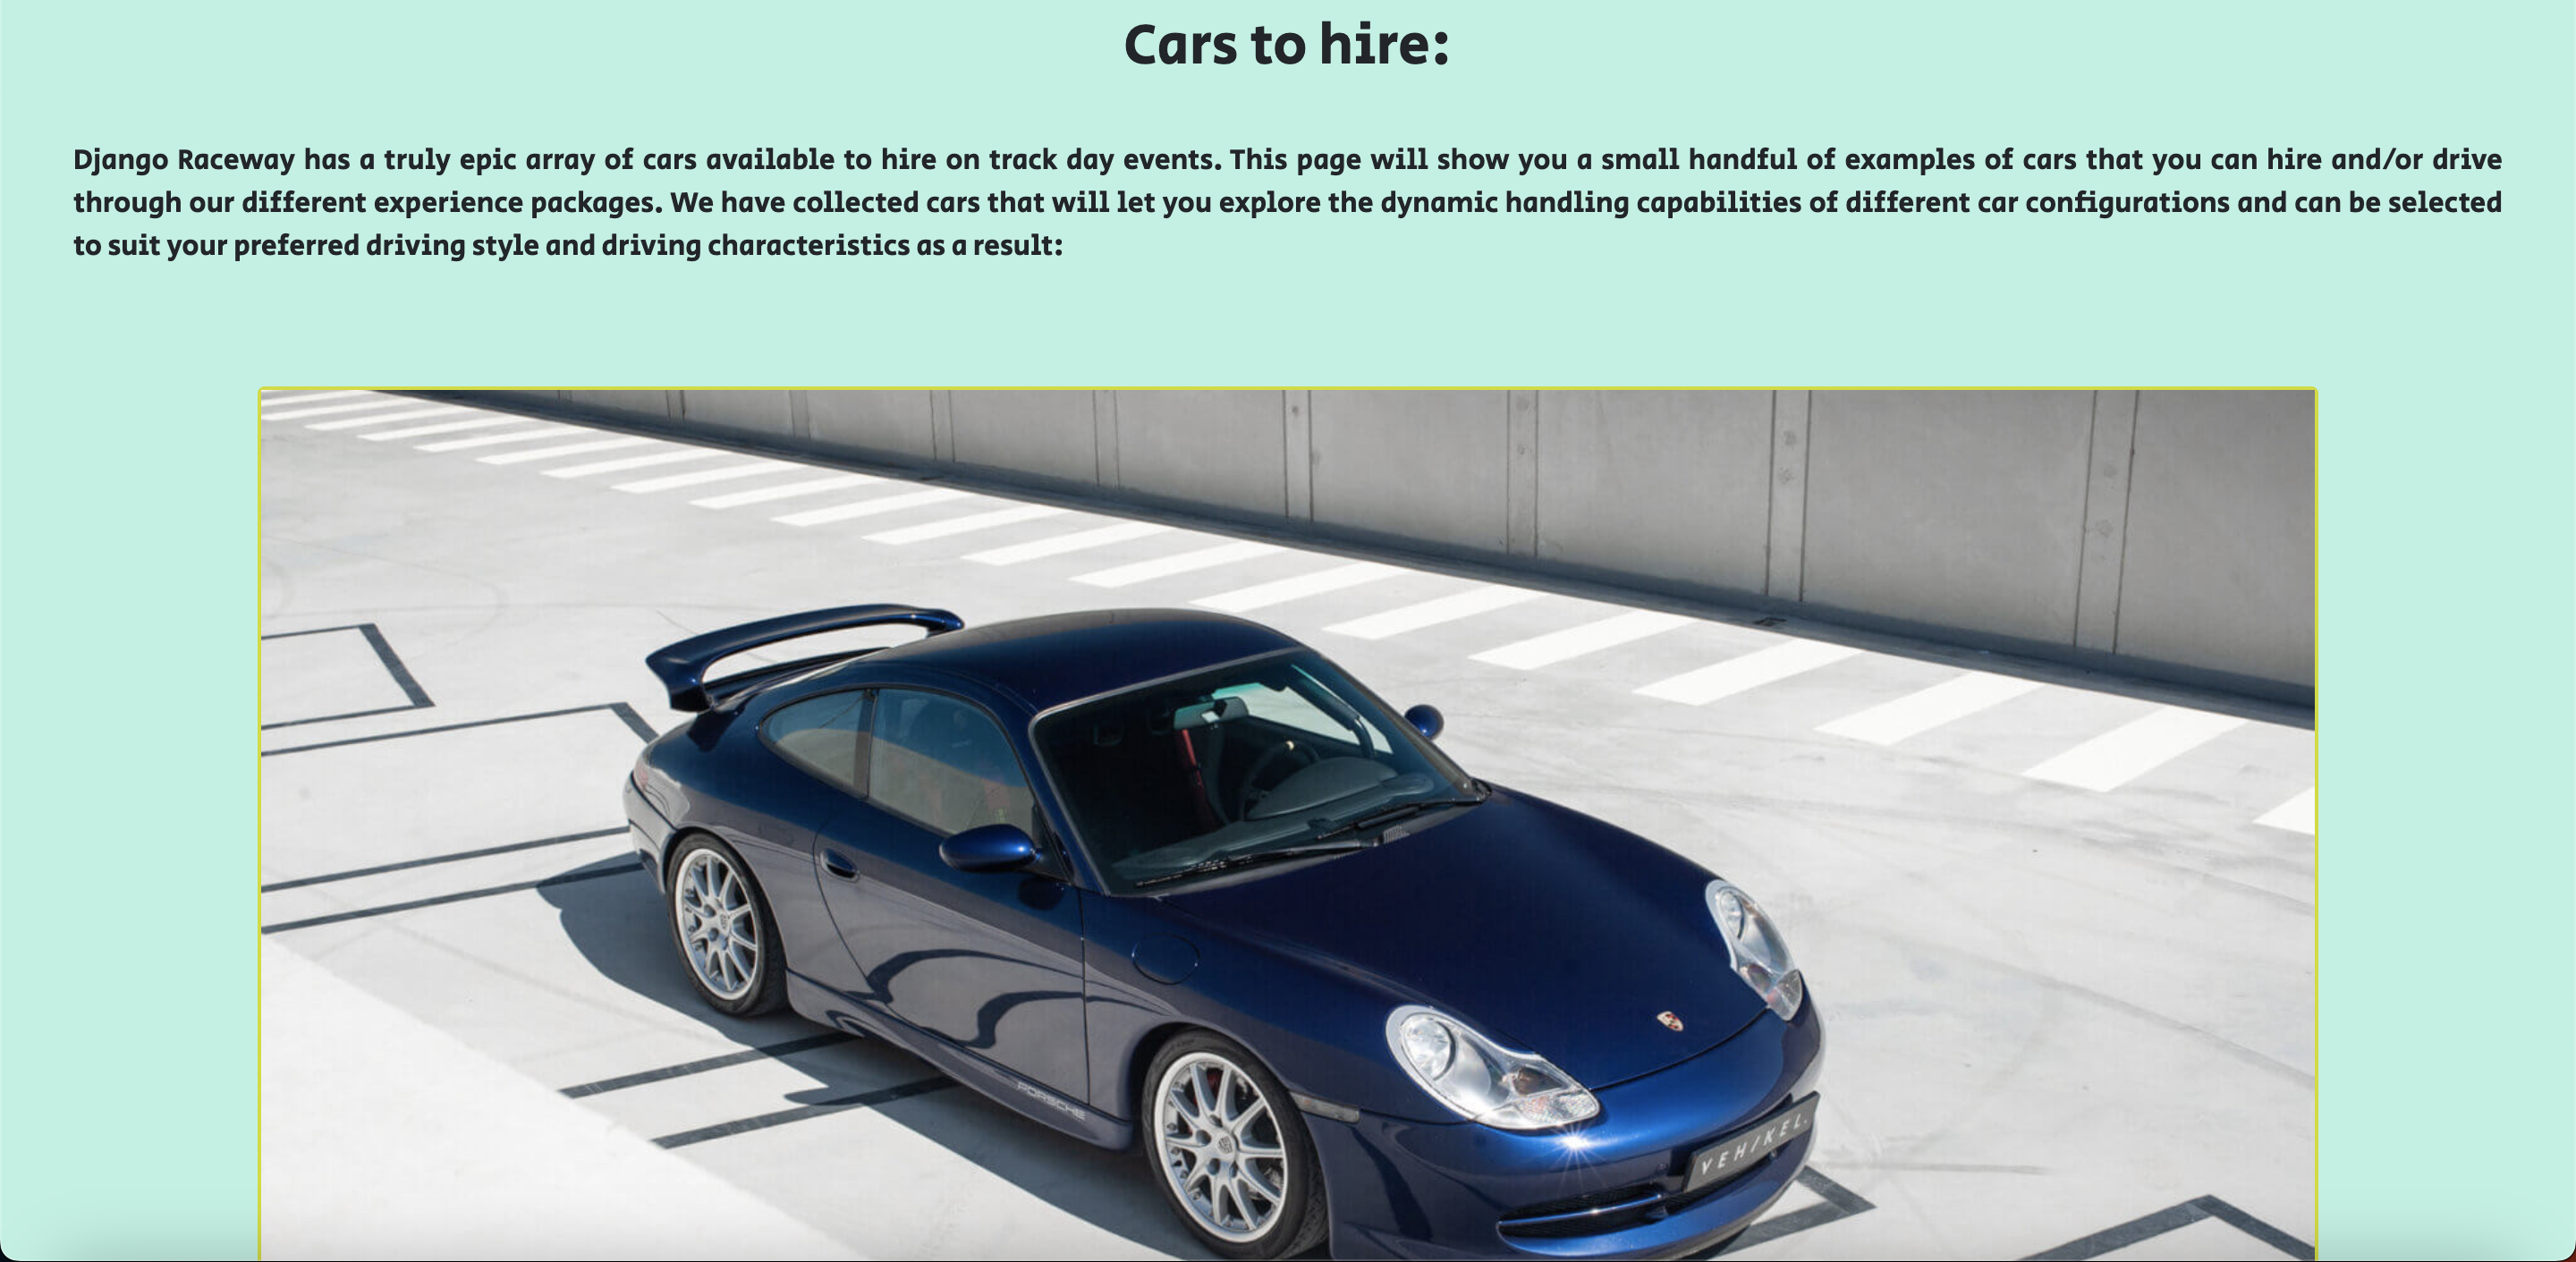 Cars to hire:
Django Raceway has a truly epic array of cars available to hire on track day events. This page will show you a small handful of examples of cars that you can hire and/or drive
through our different experience packages. We have collected cars that will let you explore the dynamic handling capabilities of different car configurations and can be selected
to suit your preferred driving style and driving characteristics as a result:
PORSCHE
VEHIKEL.